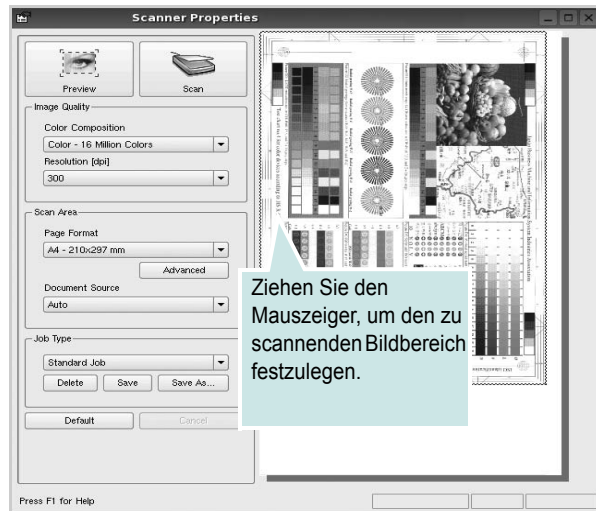 Scanner Properties
Preview
Scan
Image Quality
Color Composition
Color - 16 Million Colors
Resolution [dpi]
300
Scan Area
Page Format
A4 - 210x297 mm
Advanced
Document Source
Auto
Job Type
Standard Job
Delete Save Save As...
Default Cancel
Press F1 for Help
Ziehen Sie den
Mauszeiger, um den zu
scannenden Bildbereich
festzulegen.